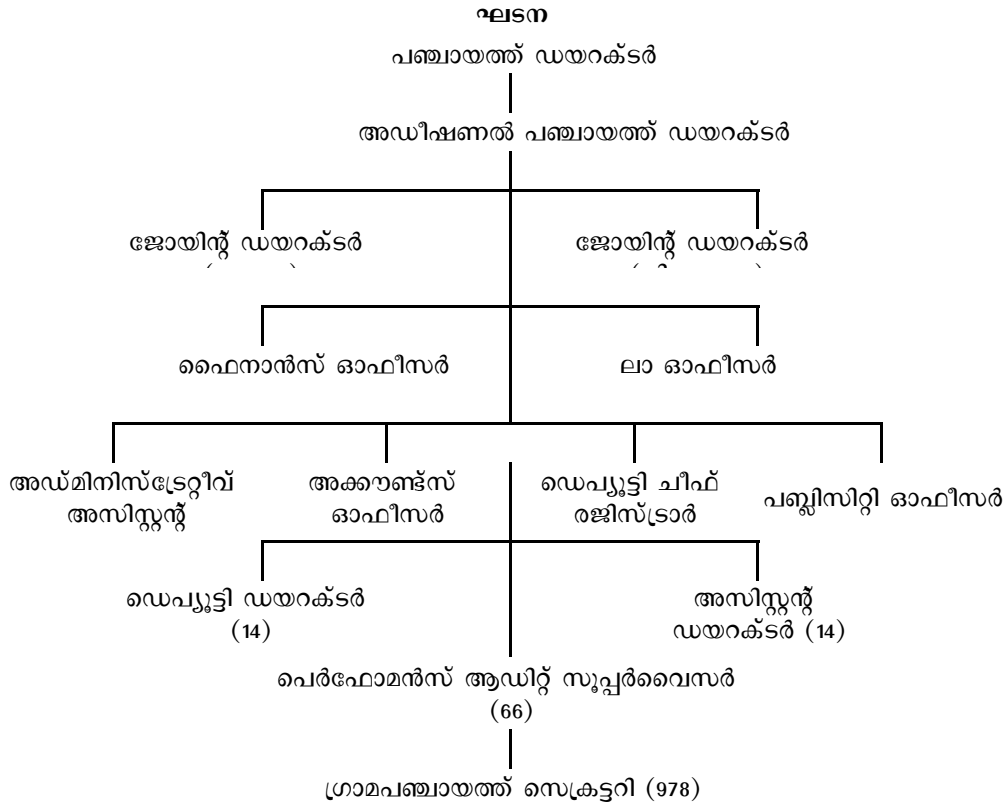 ഘടന
പഞ്ചായത്ത് ഡയറക്ടർ
അഡീഷണൽ പഞ്ചായത്ത് ഡയറക്ടർ
ജോയിന്റ് ഡയറക്ടർ
ജോയിന്റ് ഡയറക്ടർ
ഫൈനാൻസ് ഓഫീസർ
ലാ ഓഫീസർ
അഡ്മിനിസ്ട്രേറ്റീവ്
അസിസ്റ്റന്റ്
അക്കൗണ്ട്സ്
ഓഫീസർ
ഡെപ്യൂട്ടി ചീഫ്
രജിസ്ട്രാർ
പബ്ലിസിറ്റി ഓഫീസർ
ഡെപ്യൂട്ടി ഡയറക്ടർ
(14)
അസിസ്റ്റന്റ്
ഡയറക്ടർ (14)
പെർഫോമൻസ് ആഡിറ്റ് സൂപ്പർവൈസർ
(66)
ഗ്രാമപഞ്ചായത്ത് സെക്രട്ടറി (978)